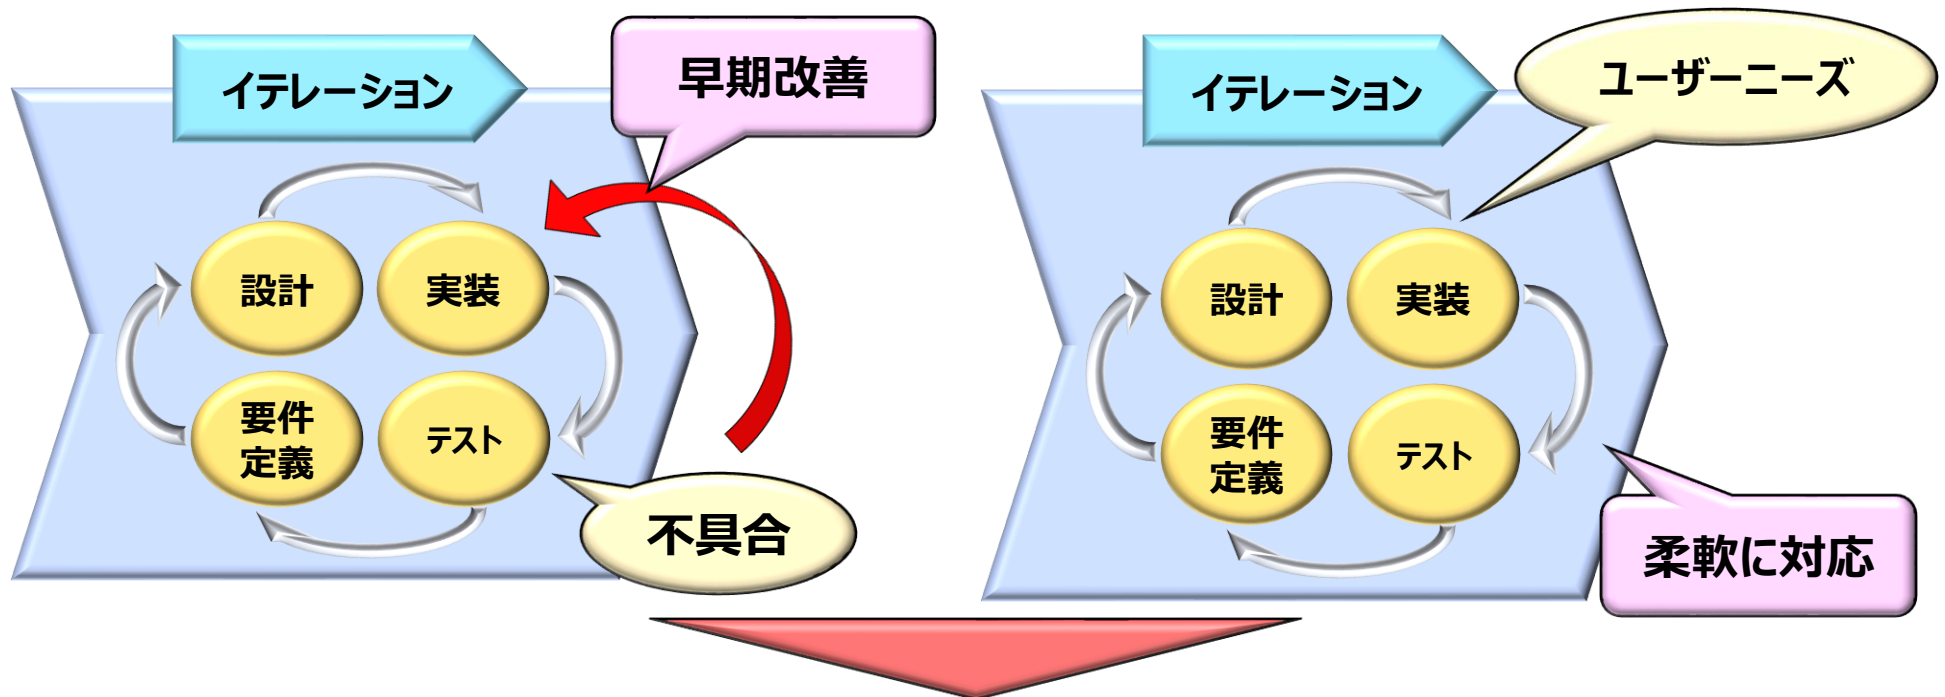 イテレーション
早期改善
設計
実装
要件
定義
テスト
不具合
イテレーション
ユーザーニーズ
設計
実装
要件
定義
テスト
柔軟に対応